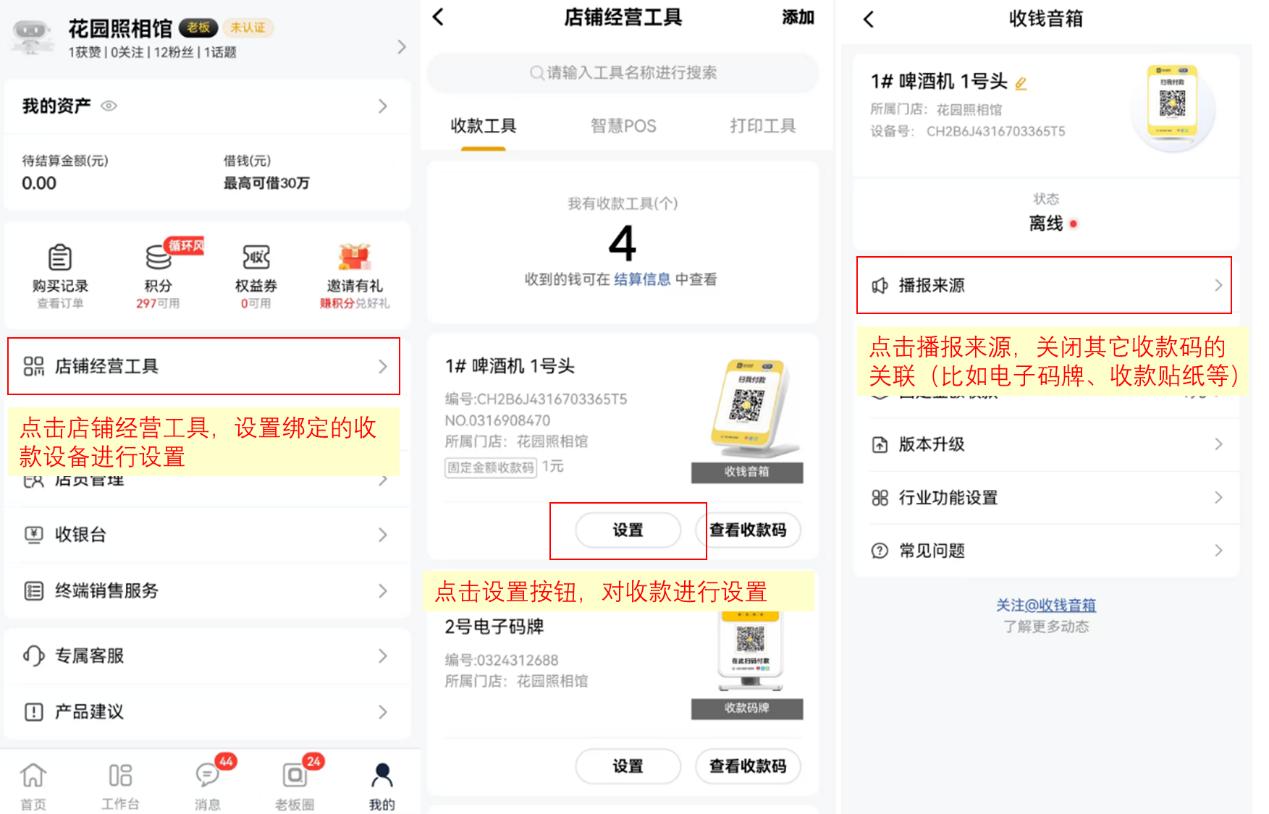 花园照相馆 老板 未认证
1获赞 | 0关注 | 12粉丝 | 1话题
我的资产
待结算金额(元) 借钱(元)
0.00 最高可借30万
循环风
购买记录 积分 权益券 邀请有礼
查看订单 297可用 0可用 赚积分兑好礼
店铺经营工具
点击店铺经营工具，设置绑定的收
款设备进行设置
店员管理
收银台
终端销售服务
专属客服
产品建议
44 24
首页 工作台 消息 老板圈 我的
店铺经营工具 添加
请输入工具名称进行搜索
收款工具 智慧POS 打印工具
我有收款工具(个)
4
收到的钱可在 结算信息 中查看
1# 啤酒机 1号头
编号:CH2B6J4316703365T5
NO.0316908470
所属门店：花园照相馆
固定金额收款码 1元
扫我付款
收钱音箱
设置 查看收款码
点击设置按钮，对收款进行设置
2号电子码牌
编号:0324312688
所属门店：花园照相馆
在此扫码付款
收款码牌
设置 查看收款码
收钱音箱
1# 啤酒机 1号头
所属门店：花园照相馆
设备号：CH2B6J4316703365T5
扫我付款
状态
离线
播报来源
点击播报来源，关闭其它收款码的
关联（比如电子码牌、收款贴纸等）
版本升级
行业功能设置
常见问题
关注@收钱音箱
了解更多动态